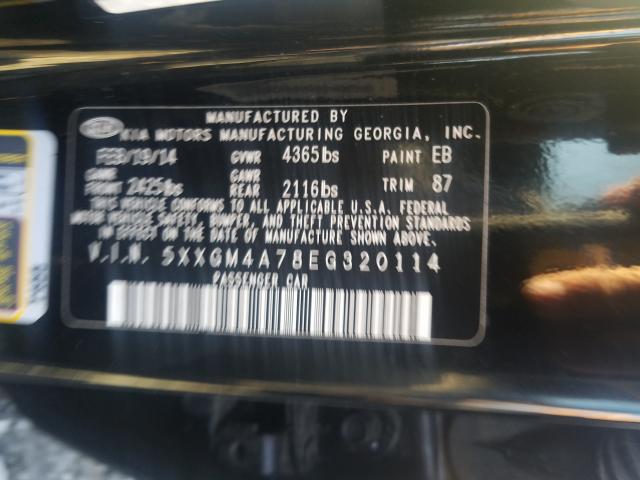 MANUFACTURED BY
KIA MOTORS MANUFACTURING GEORGIA, INC.
FEB/19/14 GVWR 4365lbs PAINT EB
GAWR FRONT 2425lbs GAWR REAR 2116lbs TRIM 87
THIS VEHICLE CONFORMS TO ALL APPLICABLE U.S.A. FEDERAL
MOTOR VEHICLE SAFETY, BUMPER, AND THEFT PREVENTION STANDARDS
IN EFFECT ON THE DATE OF MANUFACTURE SHOWN ABOVE
V.I.N. 5XXGM4A78EG320114
PASSENGER CAR